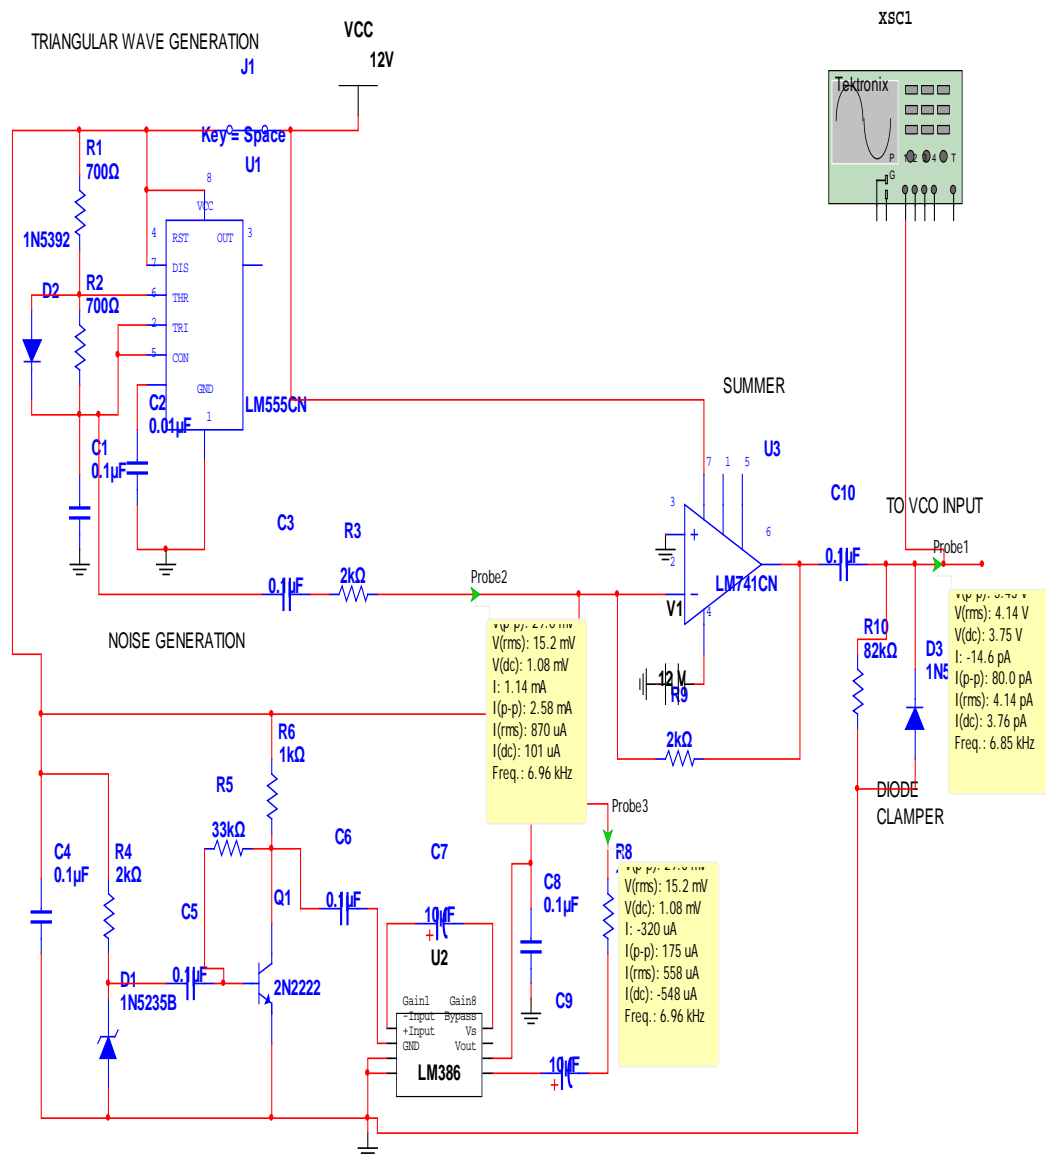 XSC1
TRIANGULAR WAVE GENERATION
VCC
12V
J1
Key = Space
Tektronix
P
1 2 3 4
T
G
R1
700Ω
U1
8
VCC
1N5392
4
RST
OUT
3
7
DIS
D2
R2
700Ω
6
THR
2
TRI
5
CON
GND
1
LM555CN
C2
0.01µF
C1
0.1µF
SUMMER
U3
7
1
5
3
6
2
4
LM741CN
V1
12 V
C10
0.1µF
TO VCO INPUT
Probe1
C3
0.1µF
R3
2kΩ
Probe2
V(rms): 15.2 mV
V(dc): 1.08 mV
I: 1.14 mA
I(p-p): 2.58 mA
I(rms): 870 uA
I(dc): 101 uA
Freq.: 6.96 kHz
V(rms): 4.14 V
V(dc): 3.75 V
I: -14.6 pA
I(p-p): 80.0 pA
I(rms): 4.14 pA
I(dc): 3.76 pA
Freq.: 6.85 kHz
R10
82kΩ
D3
R9
2kΩ
DIODE
CLAMPER
NOISE GENERATION
R6
1kΩ
R5
33kΩ
C4
0.1µF
R4
2kΩ
C5
0.1µF
D1
1N5235B
Q1
2N2222
C6
0.1µF
C7
10µF
+
U2
Gain1
Gain8
-Input
Bypass
+Input
Vs
GND
Vout
LM386
C8
0.1µF
C9
10µF
+
Probe3
R8
V(rms): 15.2 mV
V(dc): 1.08 mV
I: -320 uA
I(p-p): 175 uA
I(rms): 558 uA
I(dc): -548 uA
Freq.: 6.96 kHz